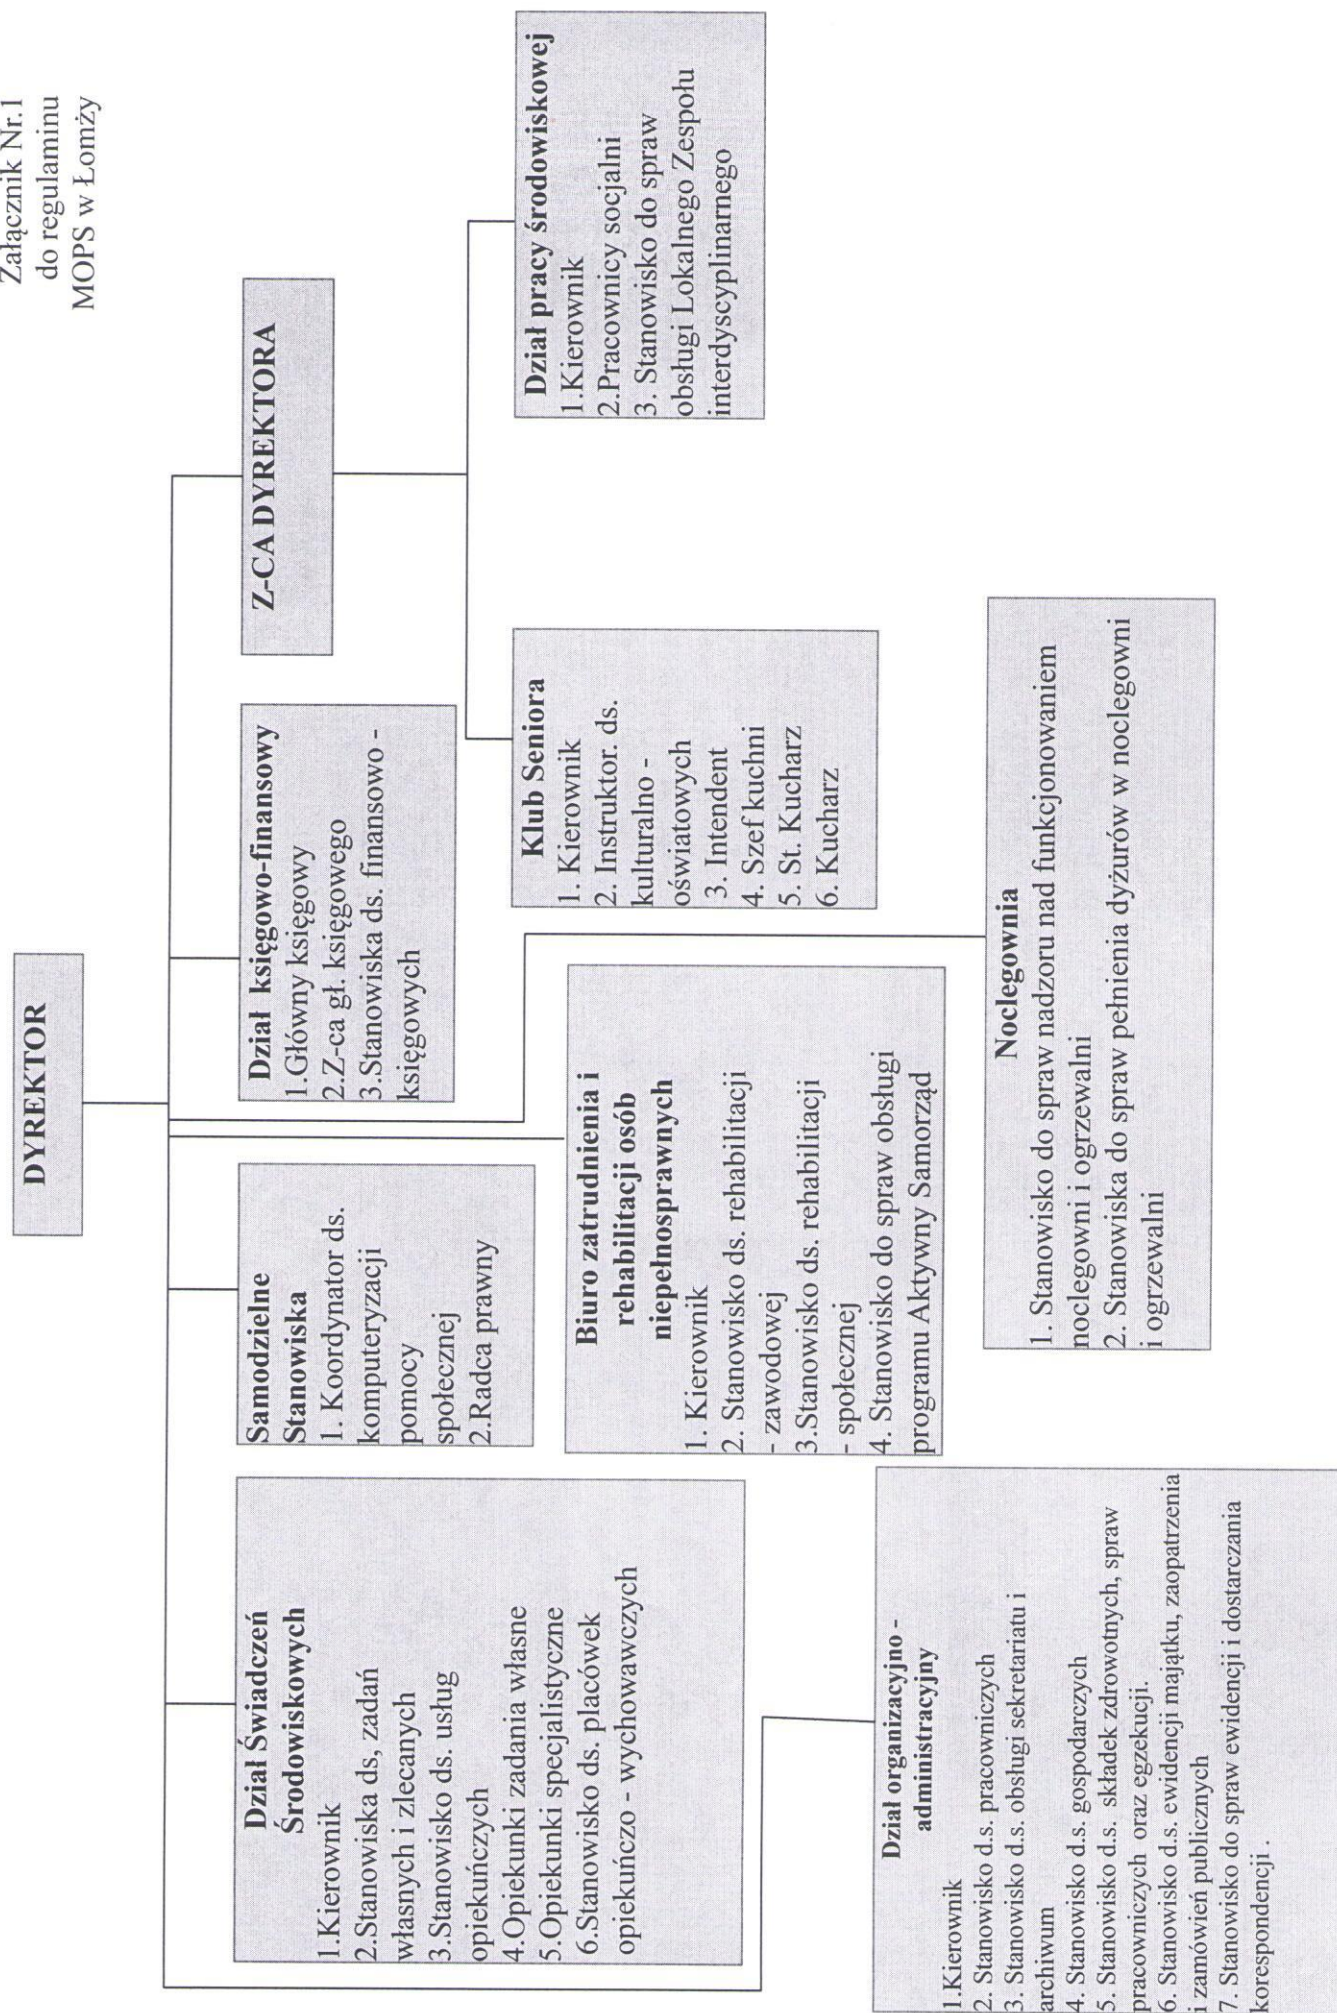 Załącznik Nr.1
do regulaminu
MOPS w Łomży
DYREKTOR
Dział Świadczeń
Środowiskowych
1.Kierownik
2.Stanowiska ds, zadań
własnych i zlecanych
3.Stanowisko ds. usług
opiekuńczych
4.Opiekunki zadania własne
5.Opiekunki specjalistyczne
6.Stanowisko ds. placówek
opiekuńczo - wychowawczych
Samodzielne
Stanowiska
1. Koordynator ds.
komputeryzacji
pomocy
społecznej
2.Radca prawny
Dział księgowo-finansowy
1.Główny księgowy
2.Z-ca gł. księgowego
3.Stanowiska ds. finansowo -
księgowych
Z-CA DYREKTORA
Biuro zatrudnienia i
rehabilitacji osób
niepełnosprawnych
1. Kierownik
2. Stanowisko ds. rehabilitacji
- zawodowej
3.Stanowisko ds. rehabilitacji
- społecznej
4. Stanowisko do spraw obsługi
programu Aktywny Samorząd
Klub Seniora
1. Kierownik
2. Instruktor. ds.
kulturalno -
oświatowych
3. Intendent
4. Szef kuchni
5. St. Kucharz
6. Kucharz
Dział pracy środowiskowej
1.Kierownik
2.Pracownicy socjalni
3. Stanowisko do spraw
obsługi Lokalnego Zespołu
interdyscyplinarnego
Dział organizacyjno -
administracyjny
1.Kierownik
2. Stanowisko d.s. pracowniczych
3. Stanowisko d.s. obsługi sekretariatu i
archiwum
4. Stanowisko d.s. gospodarczych
5. Stanowisko d.s. składek zdrowotnych, spraw
pracowniczych oraz egzekucji.
6. Stanowisko d.s. ewidencji majątku, zaopatrzenia
i zamówień publicznych
7. Stanowisko do spraw ewidencji i dostarczania
korespondencji .
Noclegownia
1. Stanowisko do spraw nadzoru nad funkcjonowaniem
noclegowni i ogrzewalni
2. Stanowiska do spraw pełnienia dyżurów w noclegowni
i ogrzewalni